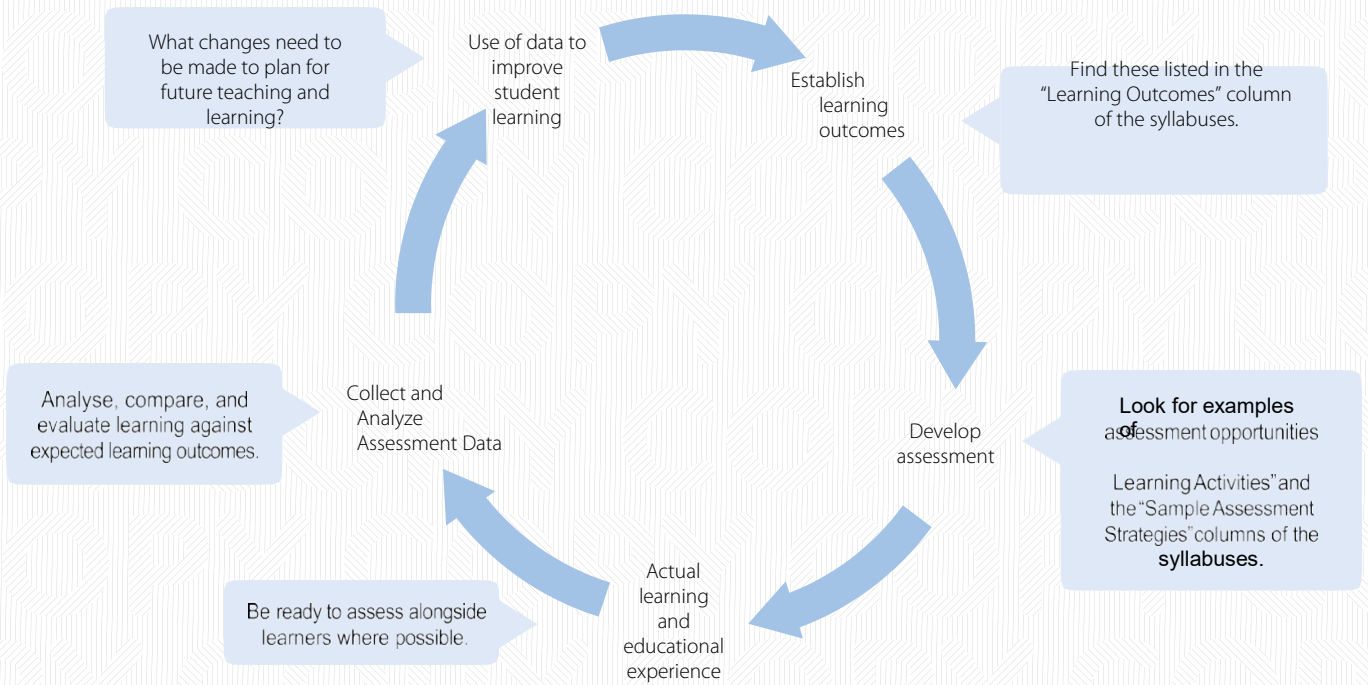 What changes need to
be made to plan for
future teaching and
learning?
Use of data to
improve
student
learning
Establish
learning
outcomes
Find these listed in the
“Learning Outcomes” column
of the syllabuses.
Analyse, compare, and
evaluate learning against
expected learning outcomes.
Collect and
Analyze
Assessment Data
Develop
assessment
Look for examples
of
assessment opportunities
Learning Activities” and
the “Sample Assessment
Strategies” columns of the
syllabuses.
Be ready to assess alongside
learners where possible.
Actual
learning
and
educational
experience